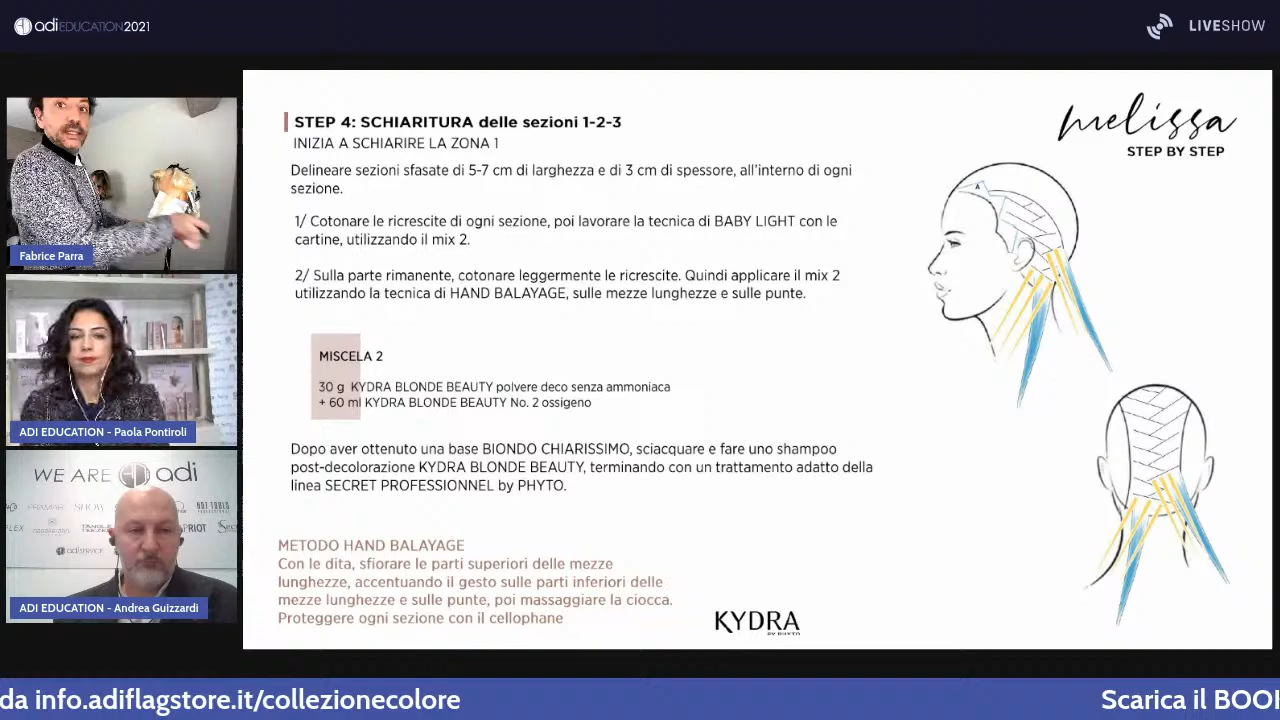 adi EDUCATION 2021
LIVESHOW
melissa
STEP BY STEP
STEP 4: SCHIARITURA delle sezioni 1-2-3
INIZIA A SCHIARIRE LA ZONA 1
Delineare sezioni sfasate di 5-7 cm di larghezza e di 3 cm di spessore, all'interno di ogni
sezione.
1/ Cotonare le ricrescite di ogni sezione, poi lavorare la tecnica di BABY LIGHT con le
cartine, utilizzando il mix 2.
2/ Sulla parte rimanente, cotonare leggermente le ricrescite. Quindi applicare il mix 2
utilizzando la tecnica di HAND BALAYAGE, sulle mezze lunghezze e sulle punte.
MISCELA 2
30 g KYDRA BLONDE BEAUTY polvere deco senza ammoniaca
+ 60 ml KYDRA BLONDE BEAUTY No. 2 ossigeno
Dopo aver ottenuto una base BIONDO CHIARISSIMO, sciacquare e fare uno shampoo
post-decolorazione KYDRA BLONDE BEAUTY, terminando con un trattamento adatto della
linea SECRET PROFESSIONNEL by PHYTO.
METODO HAND BALAYAGE
Con le dita, sfiorare le parti superiori delle mezze
lunghezze, accentuando il gesto sulle parti inferiori delle
mezze lunghezze e sulle punte, poi massaggiare la ciocca.
Proteggere ogni sezione con il cellophane
KYDRA
BY PHYTO
A
Fabrice Parra
ADI EDUCATION - Paola Pontiroli
WE ARE adi
ADI EDUCATION - Andrea Guizzardi
da info.adiflagstore.it/collezionecolore
Scarica il BOO